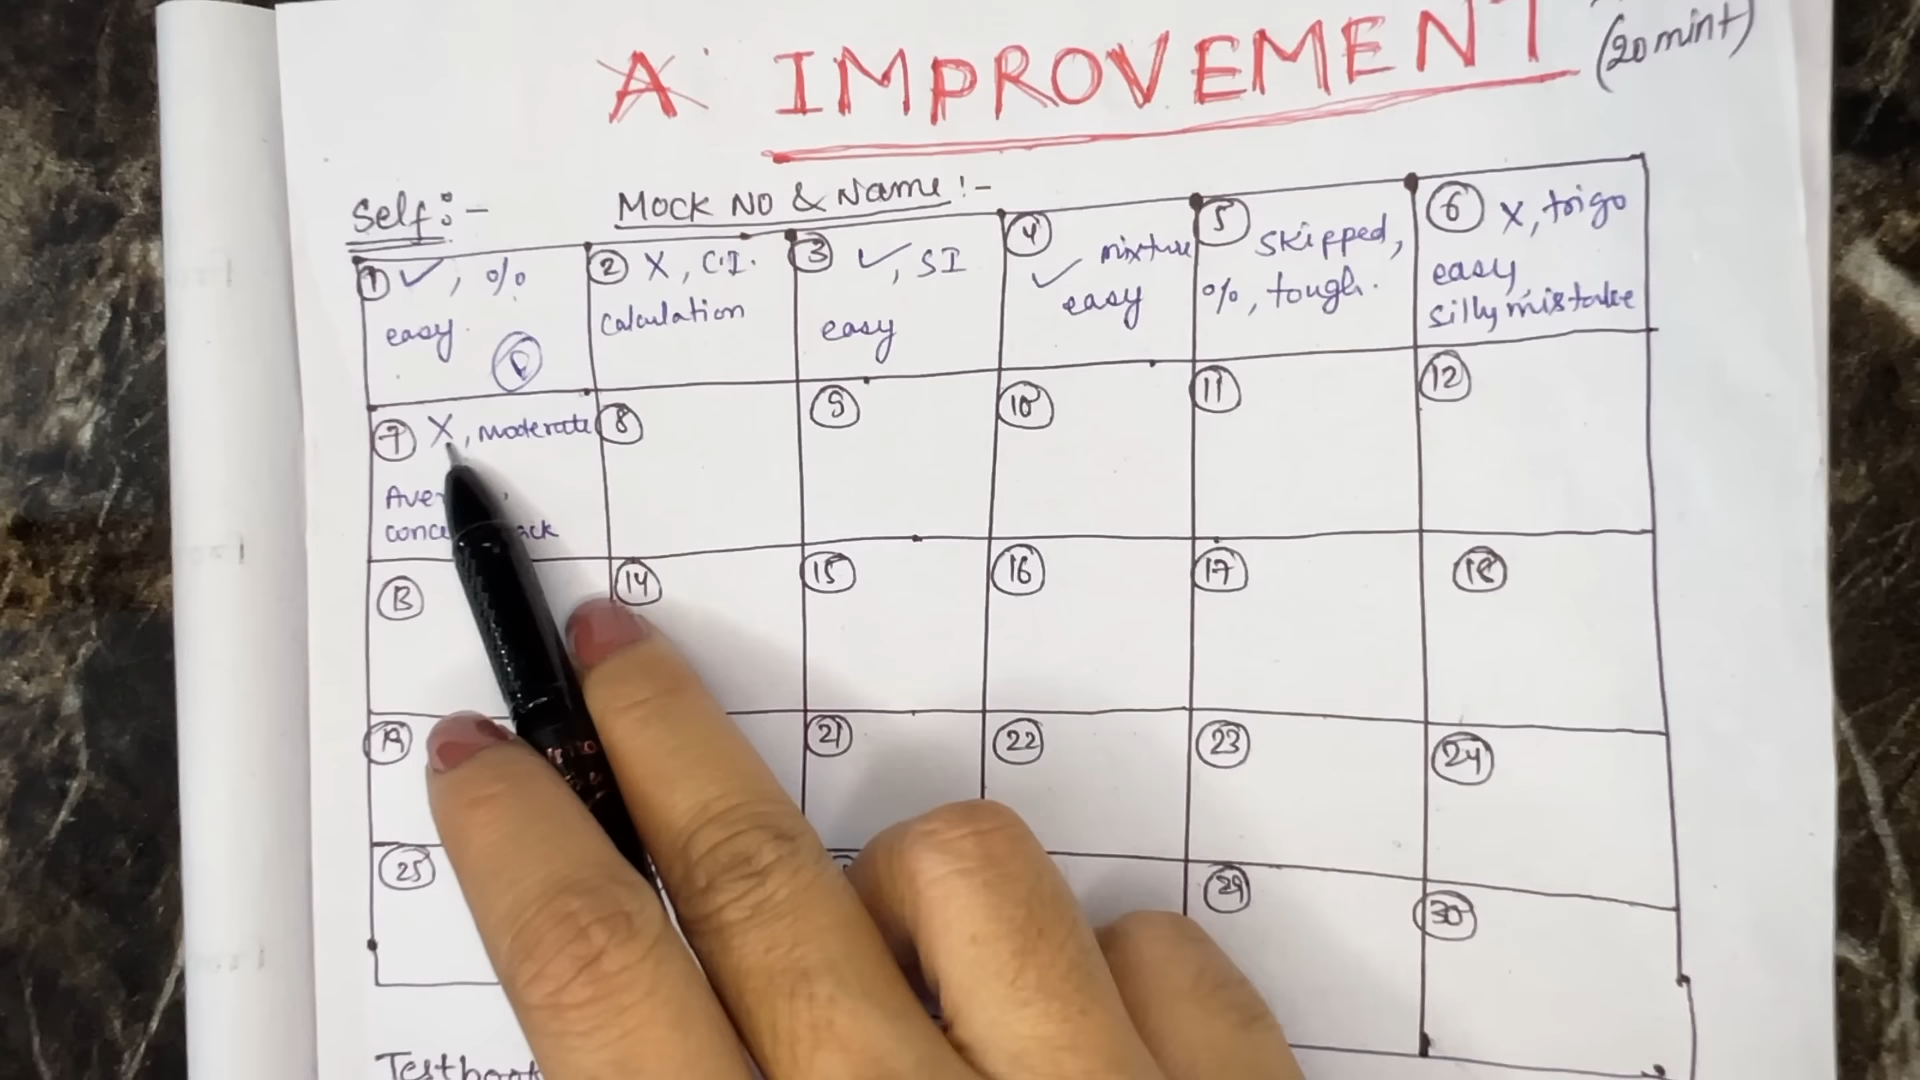 A IMPROVEMENT (20 mint)
Self:- Mock No & Name :-
① ✓, %
easy.
② X, C.I.
Calculation
③ ✓, SI
easy
④ ✓ mixture
easy
⑤ Skipped,
%, tough.
⑥ X, trigo
easy,
silly mistake
⑦ X, Moderate
⑧
⑨
⑩
⑪
⑫
⑬
⑭
⑮
⑯
⑰
⑱
⑲
㉑
㉒
㉓
㉔
㉕
㉙
㉚
Testbook